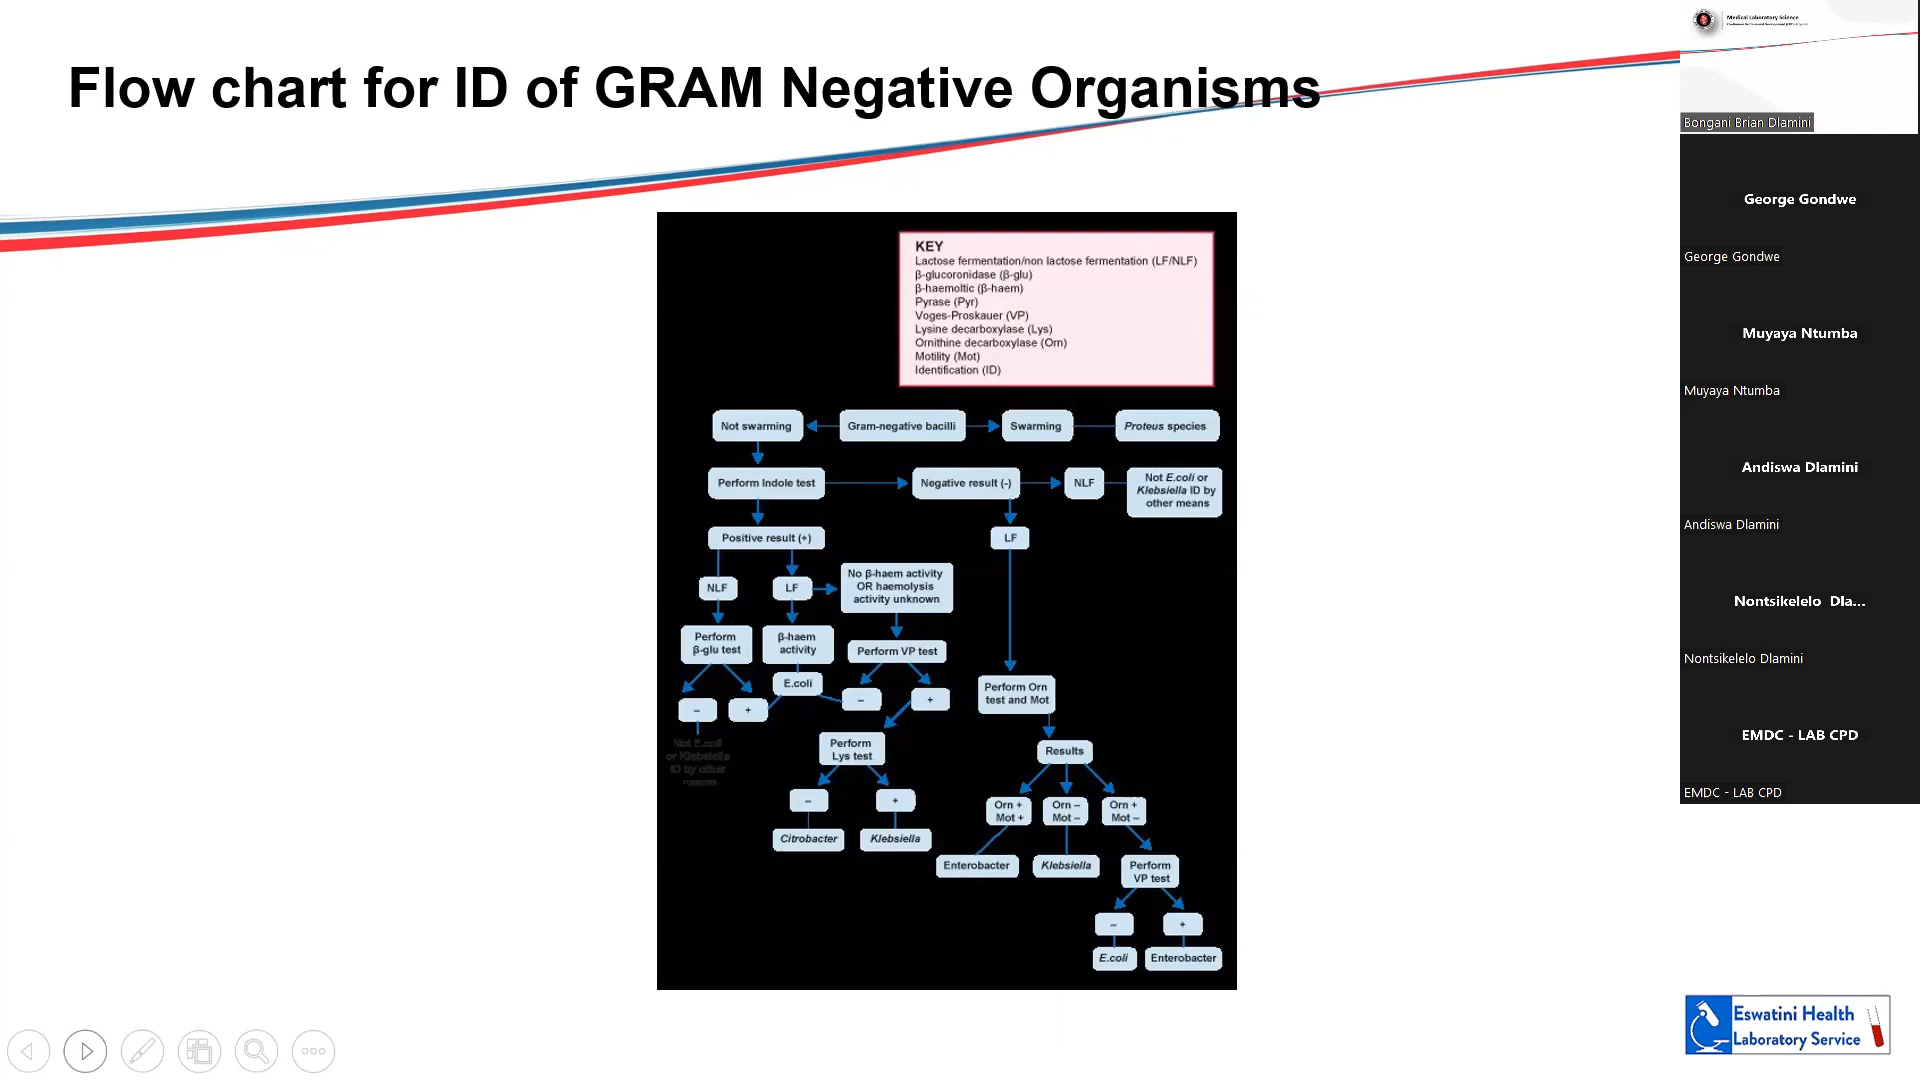 Flow chart for ID of GRAM Negative Organisms
KEY
Lactose fermentation/non lactose fermentation (LF/NLF)
β-glucoronidase (β-glu)
β-haemoltic (β-haem)
Pyrase (Pyr)
Voges-Proskauer (VP)
Lysine decarboxylase (Lys)
Ornithine decarboxylase (Orn)
Motility (Mot)
Identification (ID)
Not swarming
Gram-negative bacilli
Swarming
Proteus species
Perform Indole test
Negative result (-)
NLF
Not E.coli or
Klebsiella ID by
other means
Positive result (+)
LF
NLF
LF
No β-haem activity
OR haemolysis
activity unknown
Perform
β-glu test
β-haem
activity
Perform VP test
E.coli
–
+
–
+
Not E.coli
or Klebsiella
ID by other
means
Perform Orn
test and Mot
Perform
Lys test
Results
–
+
Orn +
Mot +
Orn –
Mot –
Orn +
Mot –
Citrobacter
Klebsiella
Enterobacter
Klebsiella
Perform
VP test
–
+
E.coli
Enterobacter
Medical Laboratory Science
Bongani Brian Dlamini
George Gondwe
George Gondwe
Muyaya Ntumba
Muyaya Ntumba
Andiswa Dlamini
Andiswa Dlamini
Nontsikelelo Dla...
Nontsikelelo Dlamini
EMDC - LAB CPD
EMDC - LAB CPD
Eswatini Health
Laboratory Service